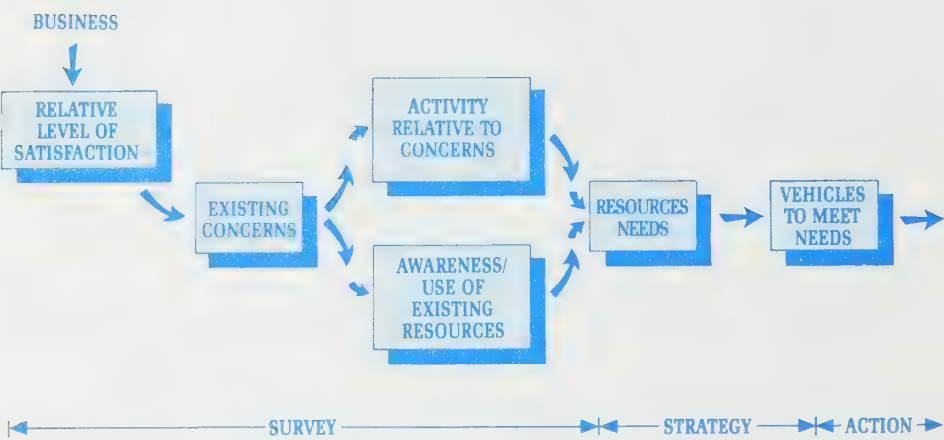 BUSINESS
RELATIVE
LEVEL OF
SATISFACTION
EXISTING
CONCERNS
ACTIVITY
RELATIVE TO
CONCERNS
AWARENESS/
USE OF
EXISTING
RESOURCES
RESOURCES
NEEDS
VEHICLES
TO MEET
NEEDS
SURVEY
STRATEGY
ACTION